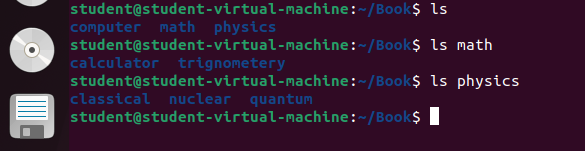 student@student-virtual-machine:~/Book$ ls
computer  math  physics
student@student-virtual-machine:~/Book$ ls math
calculator  trignometery
student@student-virtual-machine:~/Book$ ls physics
classical  nuclear  quantum
student@student-virtual-machine:~/Book$